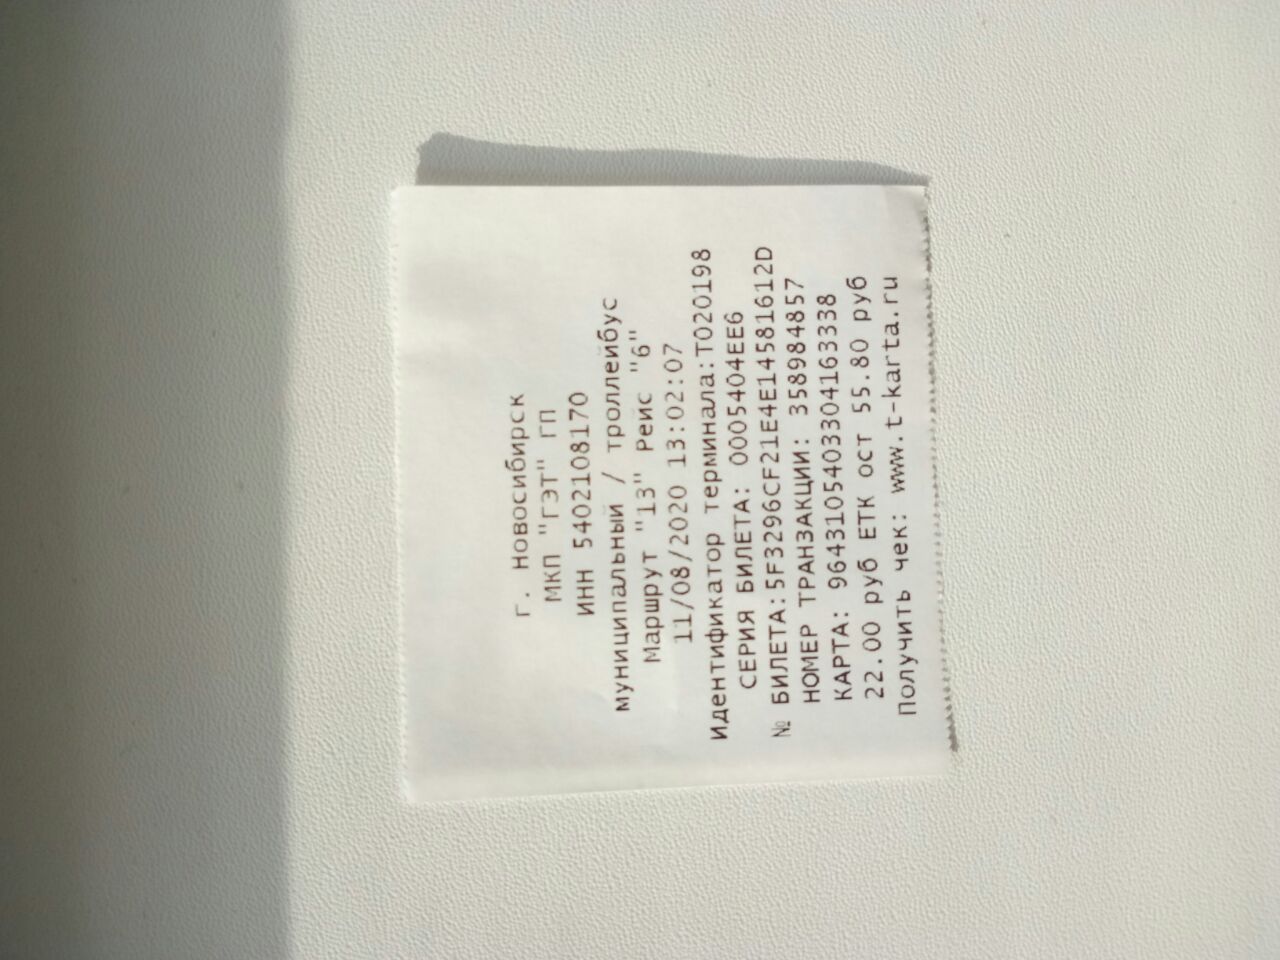 г. Новосибирск
МКП "ГЭТ" ГП
ИНН 5402108170
муниципальный / троллейбус
Маршрут "13" Рейс "6"
11/08/2020 13:02:07
Идентификатор терминала:T020198
СЕРИЯ БИЛЕТА: 0005404EE6
№ БИЛЕТА:5F3296CF21E4E14581612D
НОМЕР ТРАНЗАКЦИИ: 358984857
КАРТА: 9643105403304163338
22.00 руб ЕТК ост 55.80 руб
Получить чек: www.t-karta.ru